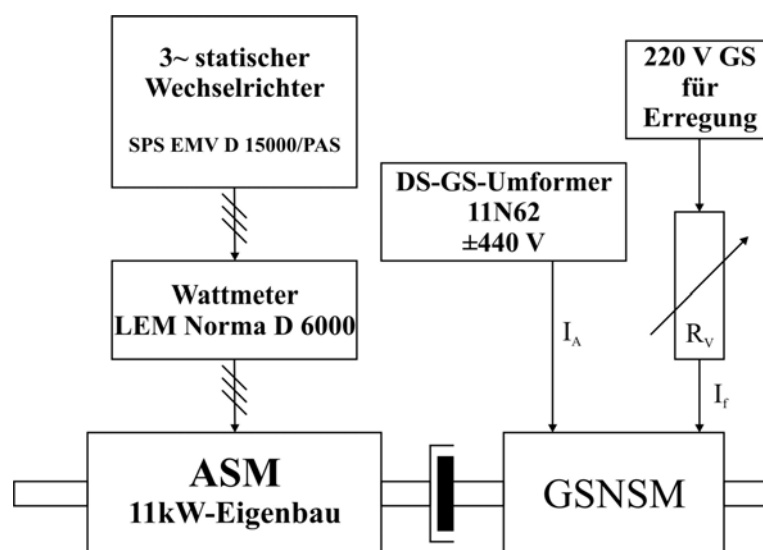 3~ statischer
Wechselrichter
SPS EMV D 15000/PAS
220 V GS
für
Erregung
DS-GS-Umformer
11N62
±440 V
Wattmeter
LEM Norma D 6000
I_A
R_V
I_f
ASM
11kW-Eigenbau
GSNSM